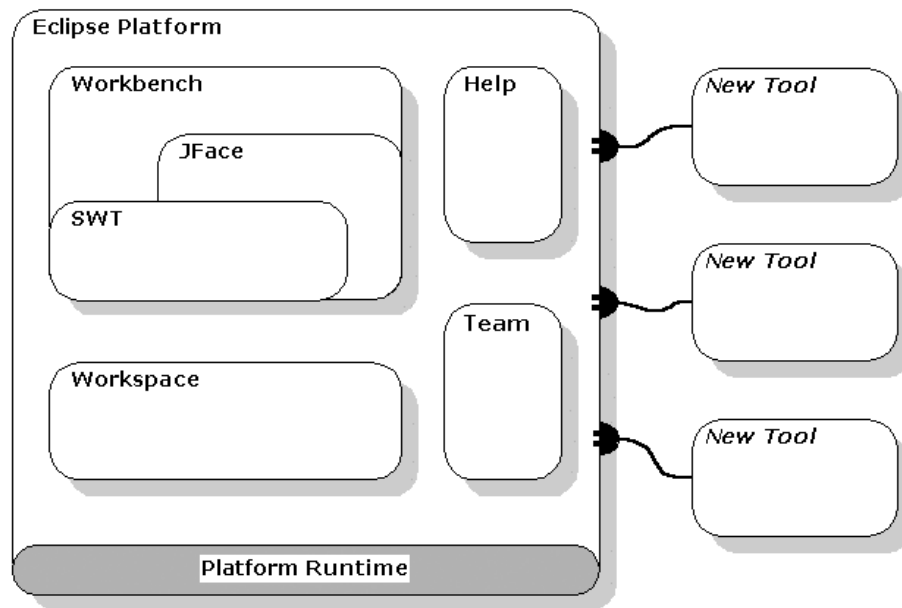 Eclipse Platform
Workbench
JFace
SWT
Workspace
Help
Team
Platform Runtime
New Tool
New Tool
New Tool